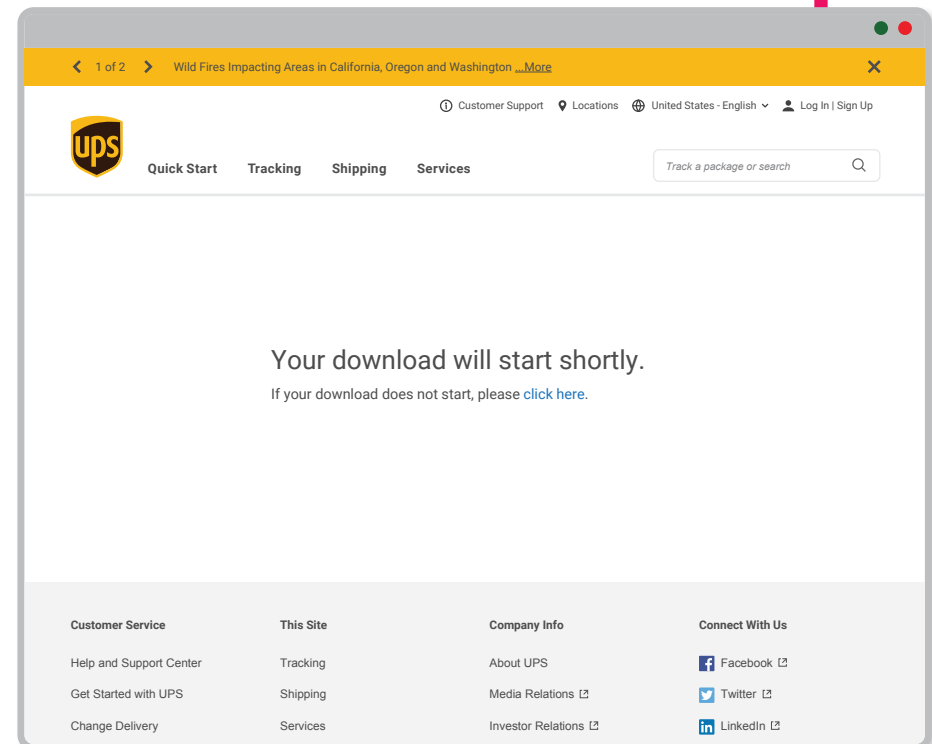 1 of 2 Wild Fires Impacting Areas in California, Oregon and Washington ...More
Customer Support Locations United States - English Log In | Sign Up
ups
Quick Start Tracking Shipping Services Track a package or search
Your download will start shortly.
If your download does not start, please click here.
Customer Service This Site Company Info Connect With Us
Help and Support Center Tracking About UPS Facebook
Get Started with UPS Shipping Media Relations Twitter
Change Delivery Services Investor Relations LinkedIn